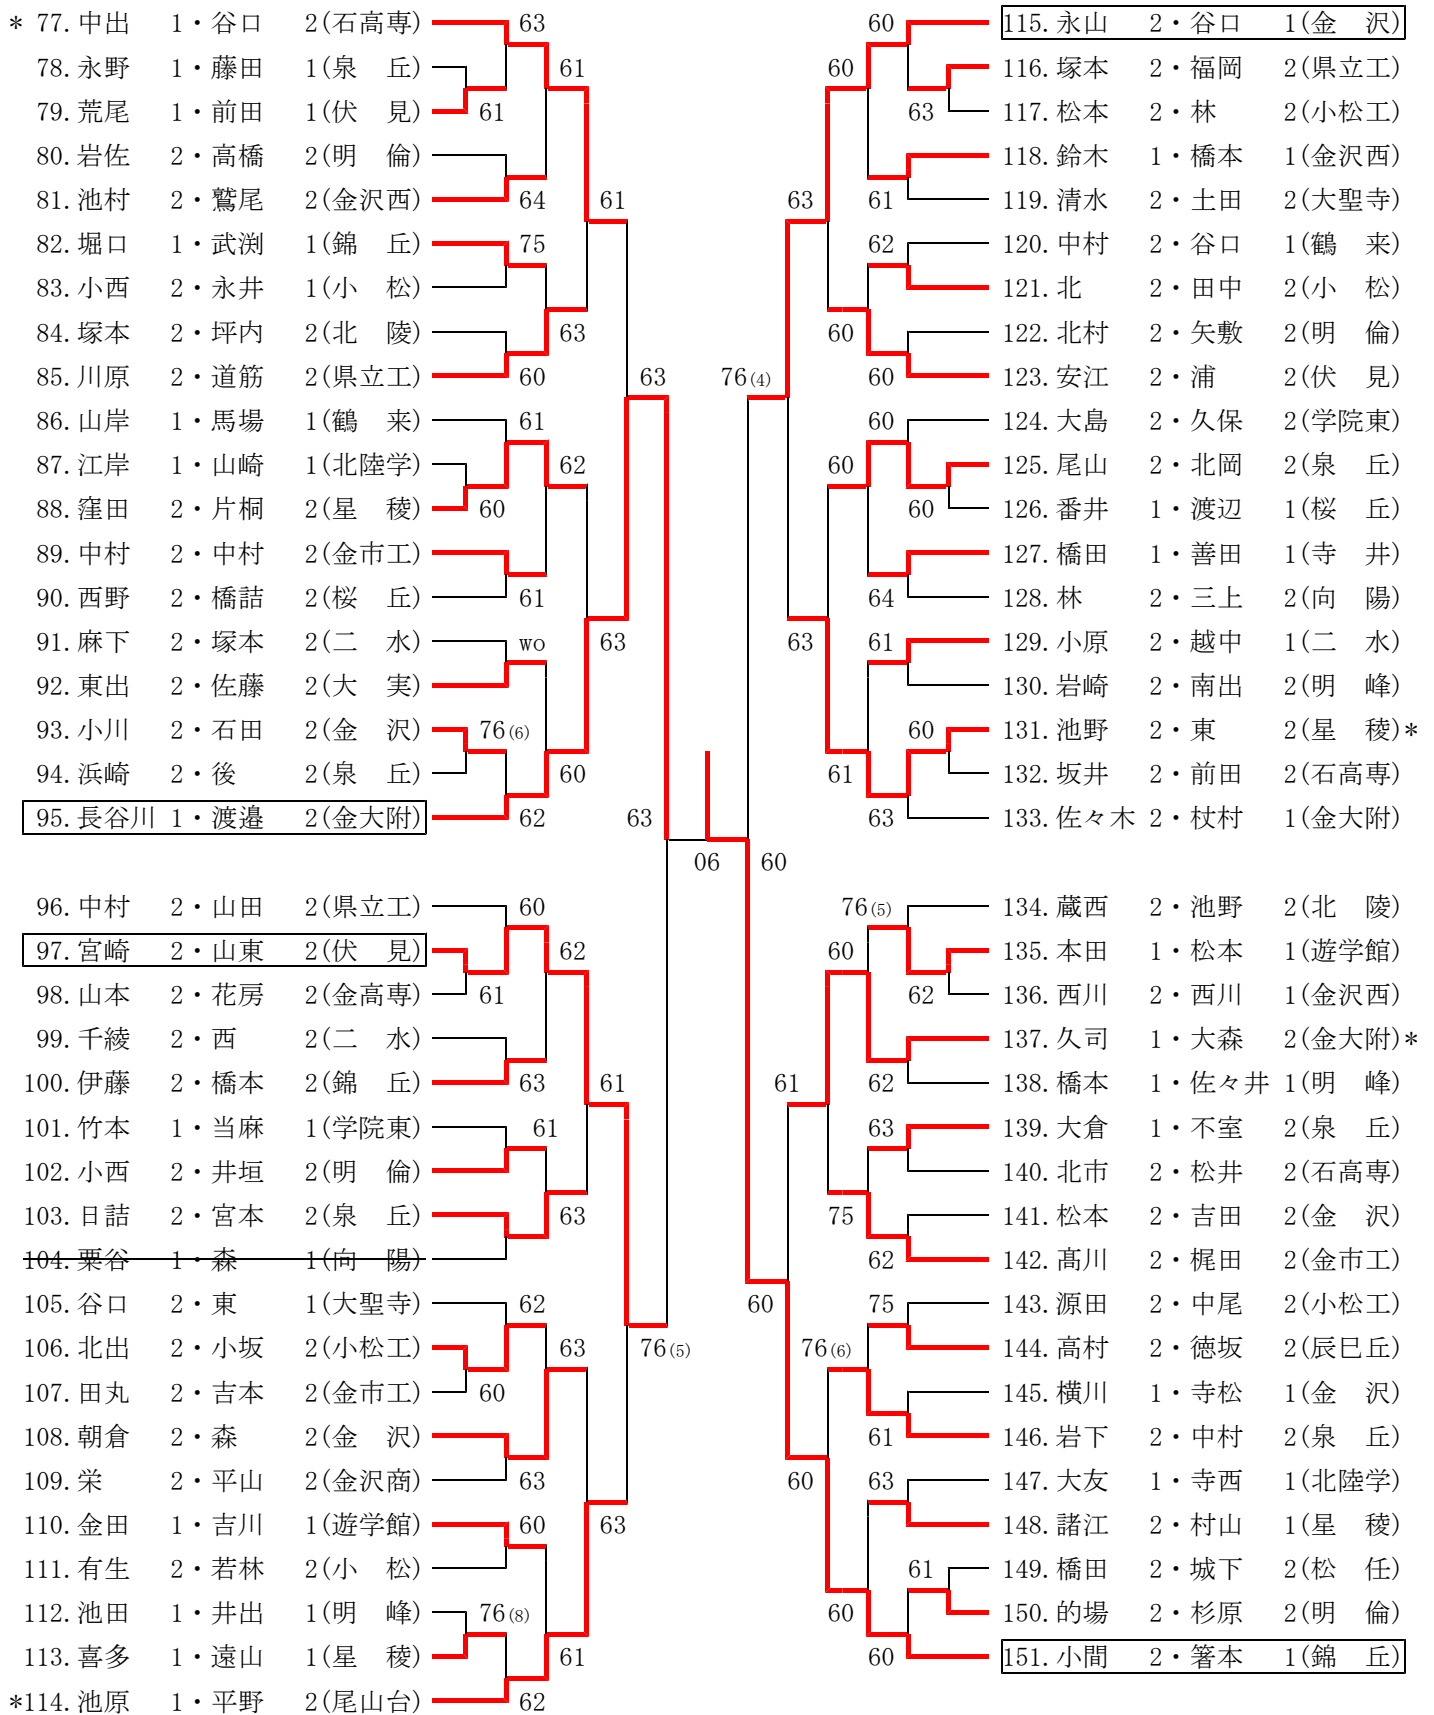 * 77.中出 1・谷口 2(石高専)
78.永野 1・藤田 1(泉 丘)
79.荒尾 1・前田 1(伏 見)
80.岩佐 2・高橋 2(明 倫)
81.池村 2・鷲尾 2(金沢西)
82.堀口 1・武渕 1(錦 丘)
83.小西 2・永井 1(小 松)
84.塚本 2・坪内 2(北 陵)
85.川原 2・道筋 2(県立工)
86.山岸 1・馬場 1(鶴 来)
87.江岸 1・山崎 1(北陸学)
88.窪田 2・片桐 2(星 稜)
89.中村 2・中村 2(金市工)
90.西野 2・橋詰 2(桜 丘)
91.麻下 2・塚本 2(二 水)
92.東出 2・佐藤 2(大 実)
93.小川 2・石田 2(金 沢)
94.浜崎 2・後 2(泉 丘)
95.長谷川 1・渡邉 2(金大附)
96.中村 2・山田 2(県立工)
97.宮崎 2・山東 2(伏 見)
98.山本 2・花房 2(金高専)
99.千綾 2・西 2(二 水)
100.伊藤 2・橋本 2(錦 丘)
101.竹本 1・当麻 1(学院東)
102.小西 2・井垣 2(明 倫)
103.日詰 2・宮本 2(泉 丘)
104.栗谷 1・森 1(向 陽)
105.谷口 2・東 1(大聖寺)
106.北出 2・小坂 2(小松工)
107.田丸 2・吉本 2(金市工)
108.朝倉 2・森 2(金 沢)
109.栄 2・平山 2(金沢商)
110.金田 1・吉川 1(遊学館)
111.有生 2・若林 2(小 松)
112.池田 1・井出 1(明 峰)
113.喜多 1・遠山 1(星 稜)
*114.池原 1・平野 2(尾山台)
63
61
61
64
61
75
63
60
63
61
62
60
61
63
wo
76(6)
60
62
63
60
62
61
63
61
61
63
62
63
76(5)
60
63
60
63
76(8)
61
62
06
60
60
60
63
61
63
62
60
60
76(4)
60
60
60
64
63
61
60
61
63
76(5)
60
62
62
61
63
75
62
60
75
76(6)
61
60
63
61
60
60
115.永山 2・谷口 1(金 沢)
116.塚本 2・福岡 2(県立工)
117.松本 2・林 2(小松工)
118.鈴木 1・橋本 1(金沢西)
119.清水 2・土田 2(大聖寺)
120.中村 2・谷口 1(鶴 来)
121.北 2・田中 2(小 松)
122.北村 2・矢敷 2(明 倫)
123.安江 2・浦 2(伏 見)
124.大島 2・久保 2(学院東)
125.尾山 2・北岡 2(泉 丘)
126.番井 1・渡辺 1(桜 丘)
127.橋田 1・善田 1(寺 井)
128.林 2・三上 2(向 陽)
129.小原 2・越中 1(二 水)
130.岩崎 2・南出 2(明 峰)
131.池野 2・東 2(星 稜)*
132.坂井 2・前田 2(石高専)
133.佐々木 2・杖村 1(金大附)
134.蔵西 2・池野 2(北 陵)
135.本田 1・松本 1(遊学館)
136.西川 2・西川 1(金沢西)
137.久司 1・大森 2(金大附)*
138.橋本 1・佐々井 1(明 峰)
139.大倉 1・不室 2(泉 丘)
140.北市 2・松井 2(石高専)
141.松本 2・吉田 2(金 沢)
142.髙川 2・梶田 2(金市工)
143.源田 2・中尾 2(小松工)
144.高村 2・徳坂 2(辰巳丘)
145.横川 1・寺松 1(金 沢)
146.岩下 2・中村 2(泉 丘)
147.大友 1・寺西 1(北陸学)
148.諸江 2・村山 1(星 稜)
149.橋田 2・城下 2(松 任)
150.的場 2・杉原 2(明 倫)
151.小間 2・箸本 1(錦 丘)